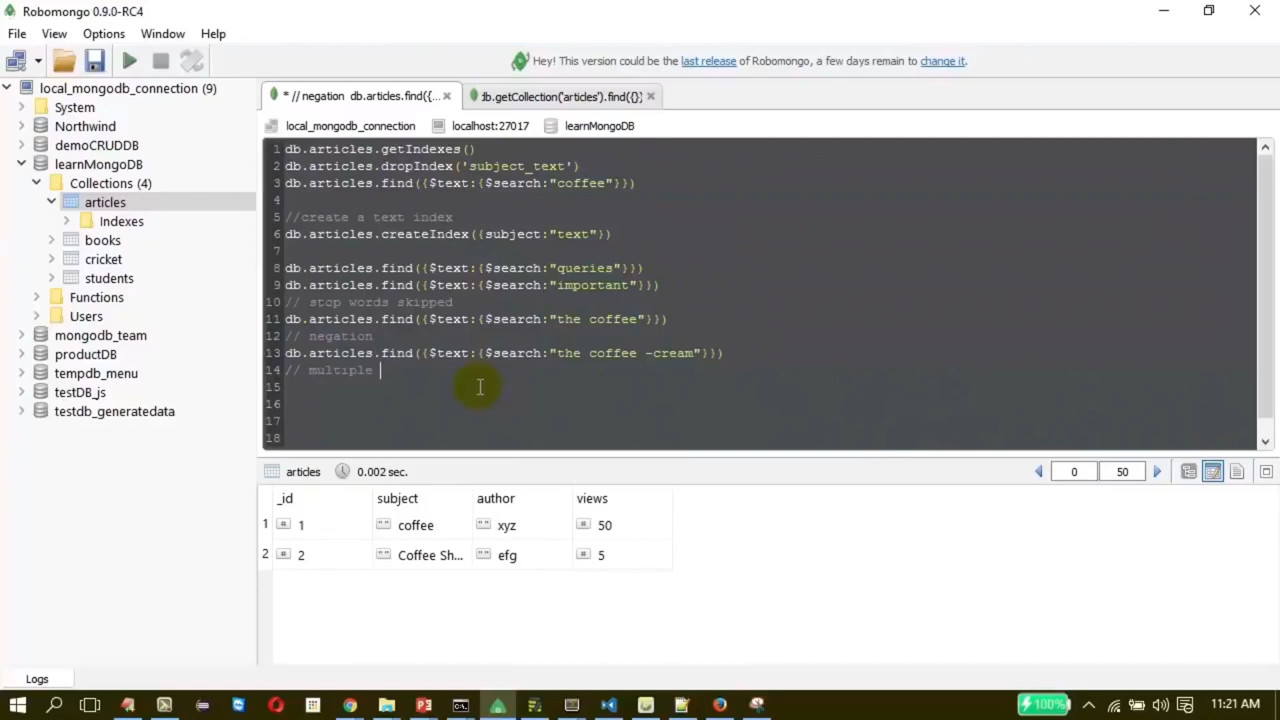 Robomongo 0.9.0-RC4
File View Options Window Help
Hey! This version could be the last release of Robomongo, a few days remain to change it.
local_mongodb_connection (9)
System
Northwind
demoCRUDDB
learnMongoDB
Collections (4)
articles
Indexes
books
cricket
students
Functions
Users
mongodb_team
productDB
tempdb_menu
testDB_js
testdb_generatedata
* // negation db.articles.find({... db.getCollection('articles').find({})
local_mongodb_connection localhost:27017 learnMongoDB
1 db.articles.getIndexes()
2 db.articles.dropIndex('subject_text')
3 db.articles.find({$text:{$search:"coffee"}})
4
5 //create a text index
6 db.articles.createIndex({subject:"text"})
7
8 db.articles.find({$text:{$search:"queries"}})
9 db.articles.find({$text:{$search:"important"}})
10 // stop words skipped
11 db.articles.find({$text:{$search:"the coffee"}})
12 // negation
13 db.articles.find({$text:{$search:"the coffee -cream"}})
14 // multiple
15
16
17
18
articles 0.002 sec. 0 50
_id subject author views
1 1 coffee xyz 50
2 2 Coffee Sh... efg 5
Logs
100% 11:21 AM